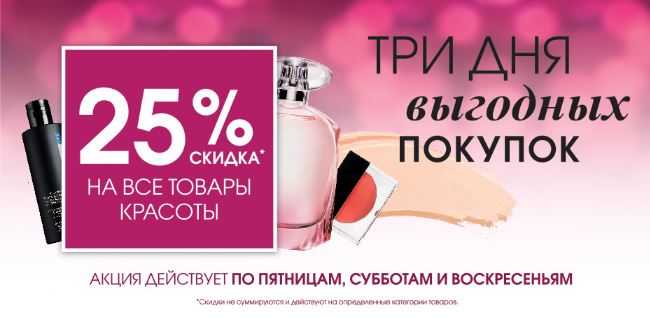 25%
СКИДКА*
НА ВСЕ ТОВАРЫ
КРАСОТЫ
ТРИ ДНЯ
выгодных
ПОКУПОК
АКЦИЯ ДЕЙСТВУЕТ ПО ПЯТНИЦАМ, СУББОТАМ И ВОСКРЕСЕНЬЯМ
*Скидки не суммируются и действуют на определенные категории товаров.